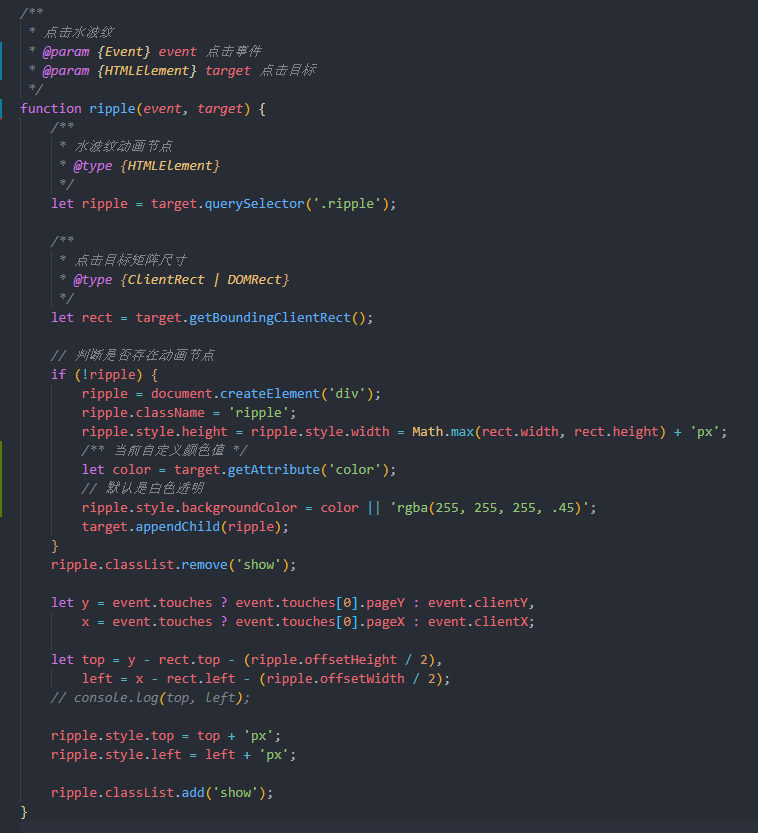 /**
 * 点击水波纹
 * @param {Event} event 点击事件
 * @param {HTMLElement} target 点击目标
 */
function ripple(event, target) {
    /**
     * 水波纹动画节点
     * @type {HTMLElement}
     */
    let ripple = target.querySelector('.ripple');
    /**
     * 点击目标矩阵尺寸
     * @type {ClientRect | DOMRect}
     */
    let rect = target.getBoundingClientRect();
    // 判断是否存在动画节点
    if (!ripple) {
        ripple = document.createElement('div');
        ripple.className = 'ripple';
        ripple.style.height = ripple.style.width = Math.max(rect.width, rect.height) + 'px';
        /** 当前自定义颜色值 */
        let color = target.getAttribute('color');
        // 默认是白色透明
        ripple.style.backgroundColor = color || 'rgba(255, 255, 255, .45)';
        target.appendChild(ripple);
    }
    ripple.classList.remove('show');
    let y = event.touches ? event.touches[0].pageY : event.clientY,
        x = event.touches ? event.touches[0].pageX : event.clientX;
    let top = y - rect.top - (ripple.offsetHeight / 2),
        left = x - rect.left - (ripple.offsetWidth / 2);
    // console.log(top, left);
    ripple.style.top = top + 'px';
    ripple.style.left = left + 'px';
    ripple.classList.add('show');
}